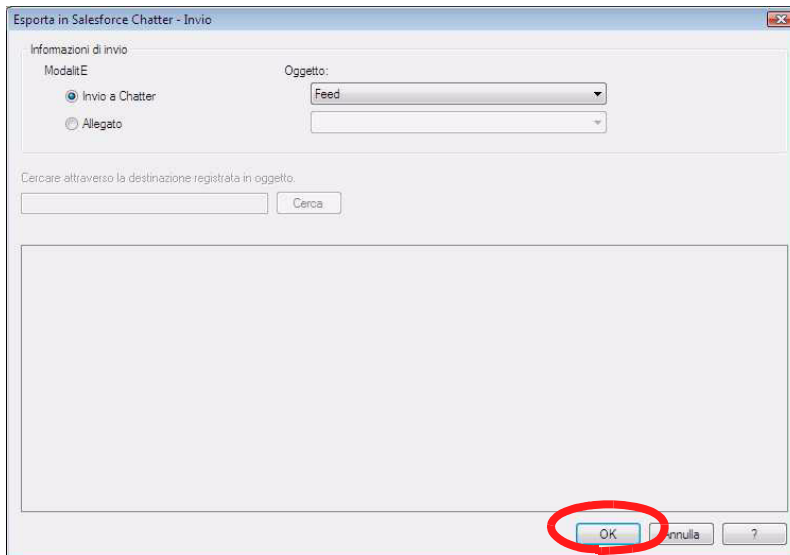 Esporta in Salesforce Chatter - Invio
Informazioni di invio
ModalitE Oggetto:
Invio a Chatter Feed
Allegato
Cercare attraverso la destinazione registrata in oggetto.
Cerca
OK Annulla ?